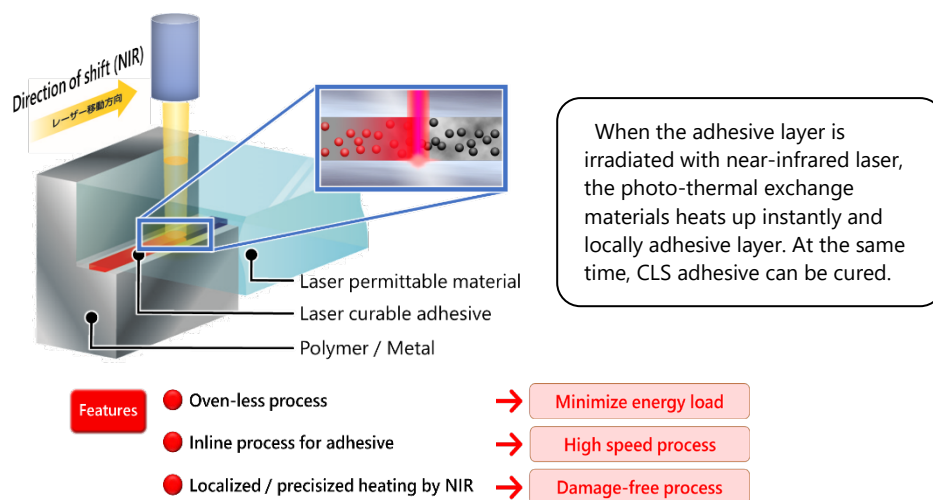 Direction of shift (NIR)
レーザー移動方向
When the adhesive layer is
irradiated with near-infrared laser,
the photo-thermal exchange
materials heats up instantly and
locally adhesive layer. At the same
time, CLS adhesive can be cured.
Laser permittable material
Laser curable adhesive
Polymer / Metal
Features
Oven-less process
Minimize energy load
Inline process for adhesive
High speed process
Localized / precisized heating by NIR
Damage-free process